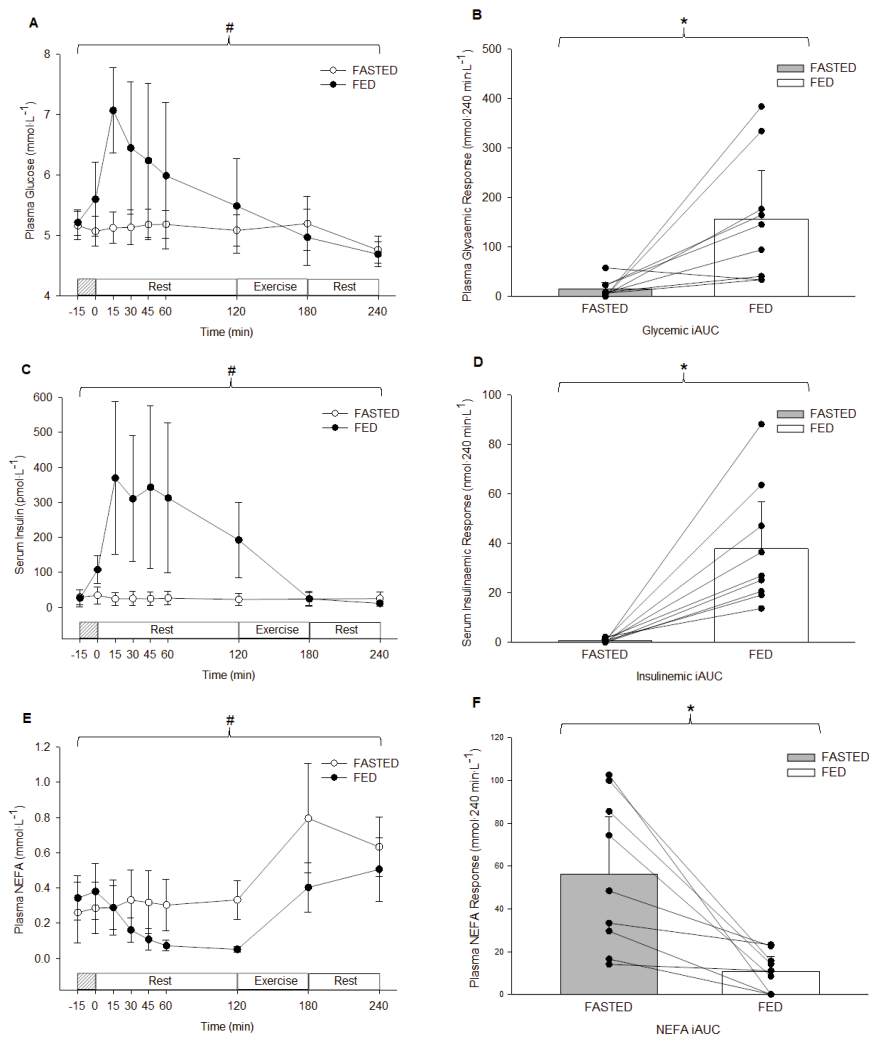 A
#
8
7
6
5
4
Plasma Glucose (mmol·L⁻¹)
FASTED
FED
Rest
Exercise
Rest
-15 0 15 30 45 60 120 180 240
Time (min)
B
*
500
400
300
200
100
0
Plasma Glycaemic Response (mmol·240 min·L⁻¹)
FASTED
FED
FASTED FED
Glycemic iAUC
C
#
600
500
400
300
200
100
0
Serum Insulin (pmol·L⁻¹)
FASTED
FED
Rest
Exercise
Rest
-15 0 15 30 45 60 120 180 240
Time (min)
D
*
100
80
60
40
20
0
Serum Insulinaemic Response (nmol·240 min·L⁻¹)
FASTED
FED
FASTED FED
Insulinemic iAUC
E
#
1.2
1.0
0.8
0.6
0.4
0.2
0.0
Plasma NEFA (mmol·L⁻¹)
FASTED
FED
Rest
Exercise
Rest
-15 0 15 30 45 60 120 180 240
Time (min)
F
*
120
100
80
60
40
20
0
Plasma NEFA Response (mmol·240 min·L⁻¹)
FASTED
FED
FASTED FED
NEFA iAUC